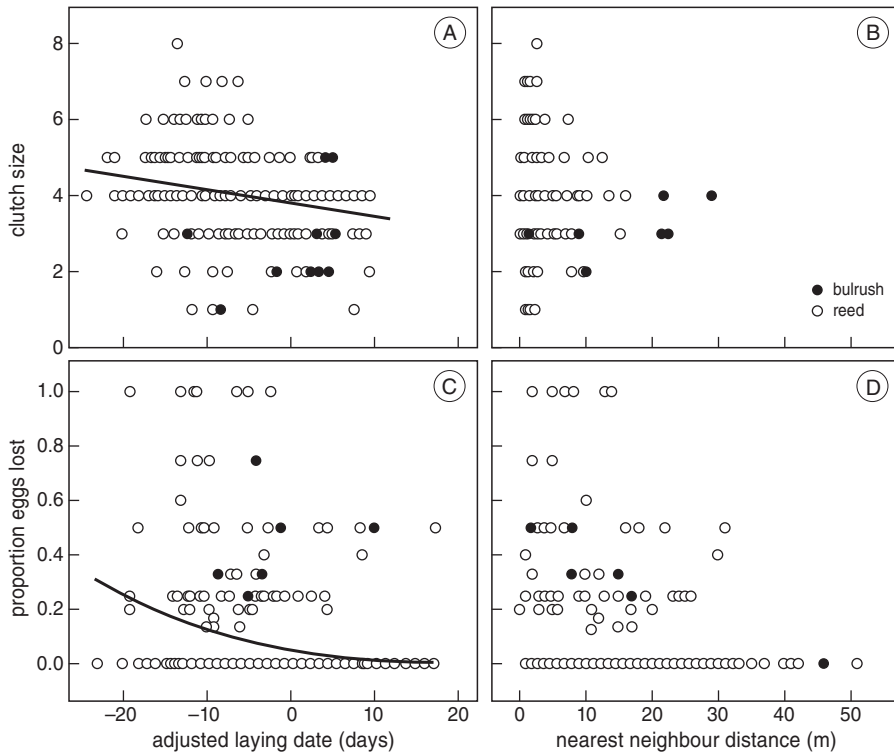 A
B
8
6
4
2
0
clutch size
bulrush
reed
C
D
1.0
0.8
0.6
0.4
0.2
0.0
proportion eggs lost
−20 −10 0 10 20
0 10 20 30 40 50
adjusted laying date (days)
nearest neighbour distance (m)